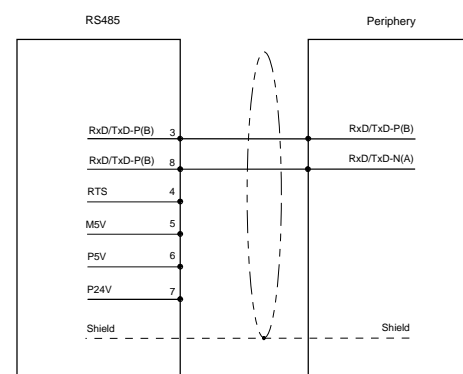 RS485 Periphery
RxD/TxD-P(B) 3 RxD/TxD-P(B)
RxD/TxD-P(B) 8 RxD/TxD-N(A)
RTS 4
M5V 5
P5V 6
P24V 7
Shield Shield